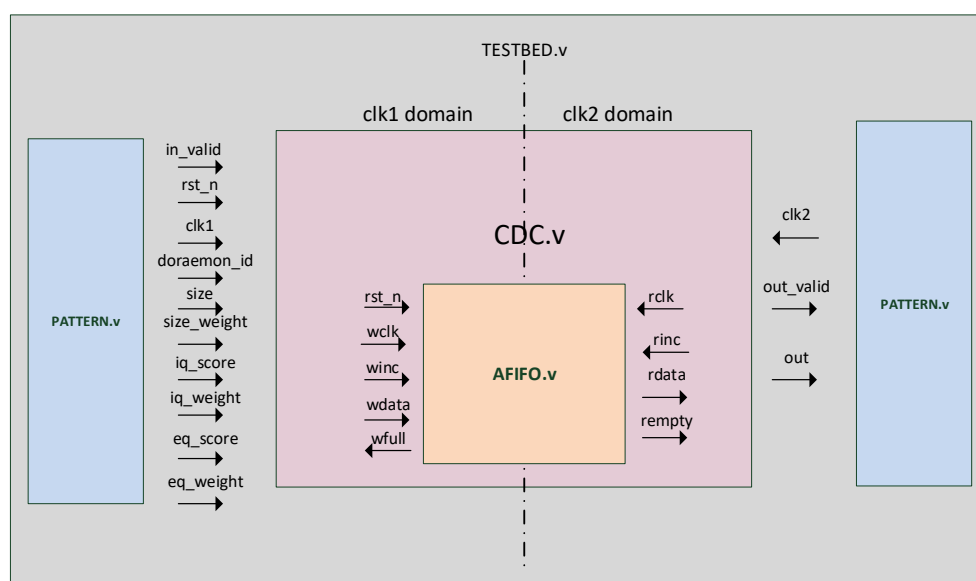 TESTBED.v
clk1 domain
clk2 domain
in_valid
rst_n
clk1
doraemon_id
size
size_weight
iq_score
iq_weight
eq_score
eq_weight
PATTERN.v
CDC.v
rst_n
wclk
winc
wdata
wfull
AFIFO.v
rclk
rinc
rdata
rempty
clk2
out_valid
out
PATTERN.v